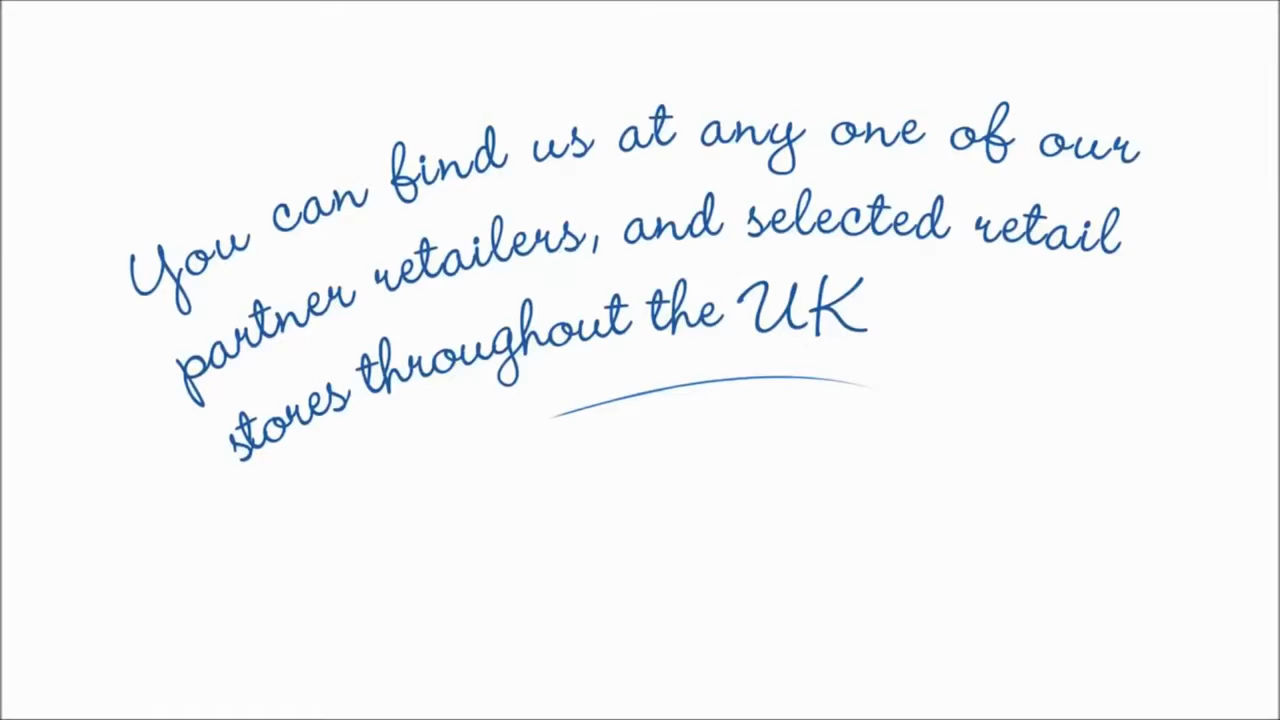 You can find us at any one of our
partner retailers, and selected retail
stores throughout the UK